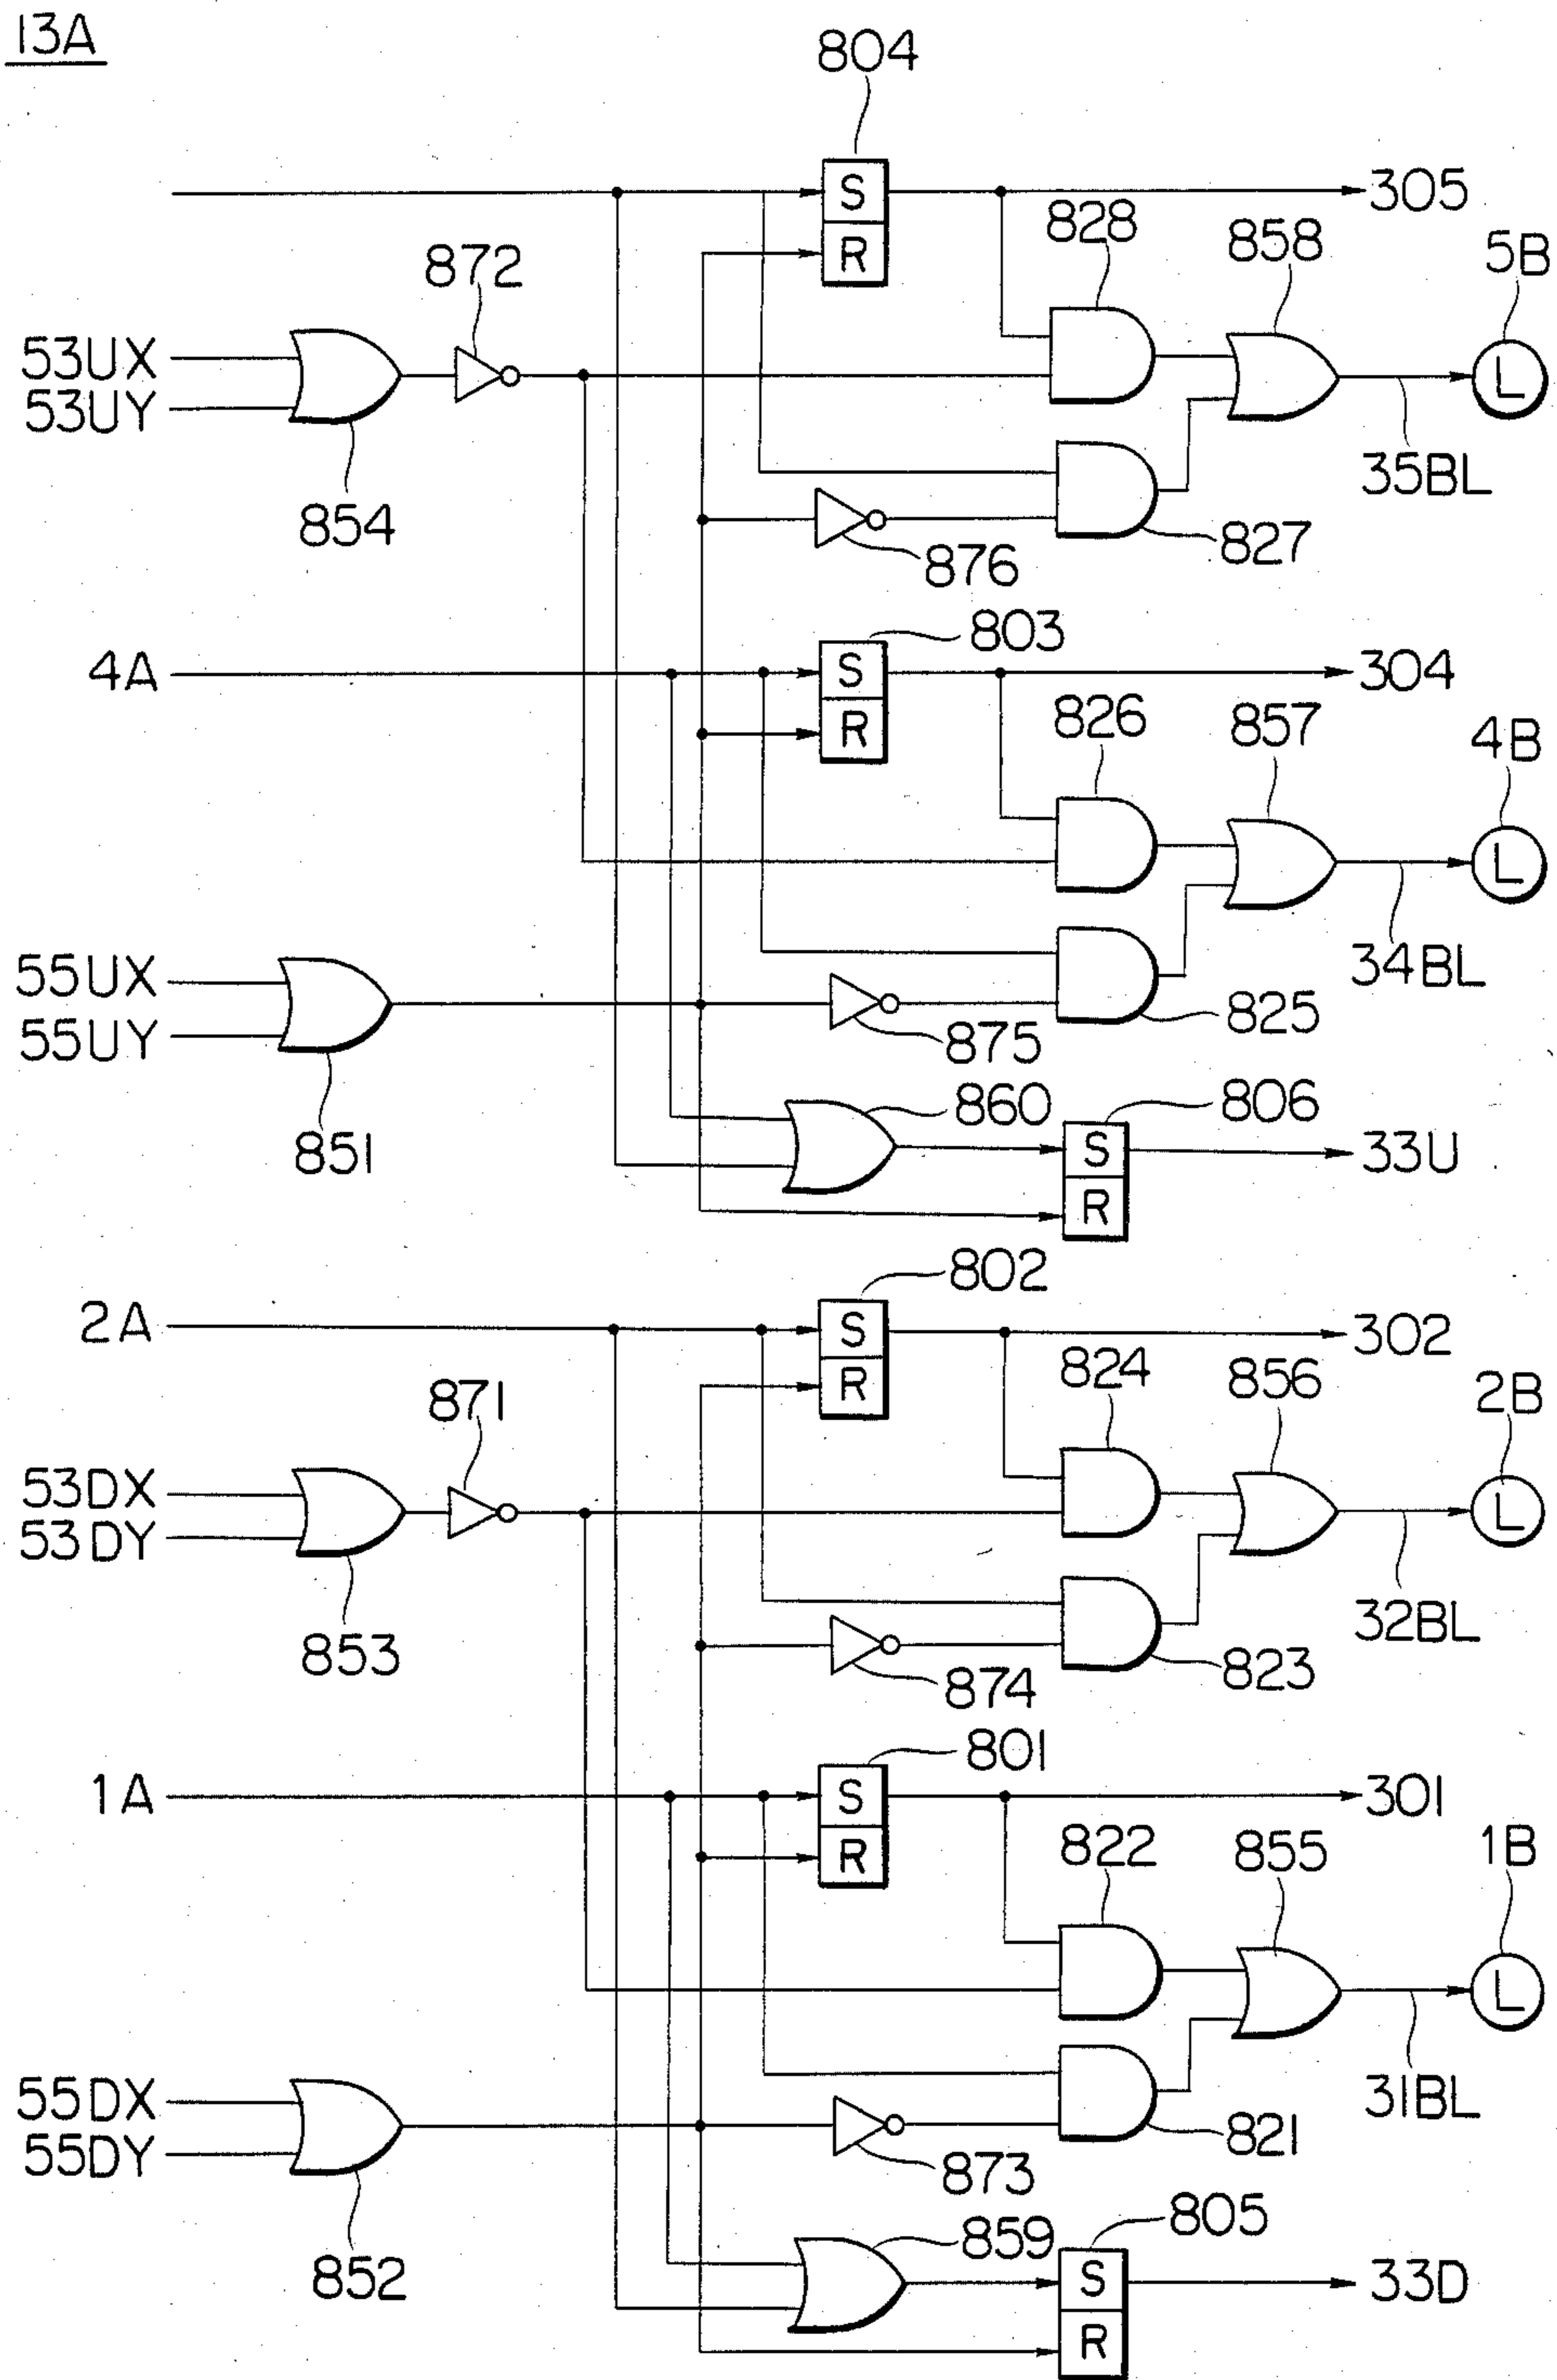 13A
804
S
R
305
828
858
5B
872
53UX
53UY
854
L
35BL
876
827
803
4A
S
R
304
826
857
4B
L
34BL
55UX
55UY
851
875
825
860
806
S
R
33U
802
2A
S
R
302
824
856
2B
871
53DX
53DY
853
L
32BL
874
823
801
1A
S
R
301
822
855
1B
L
31BL
55DX
55DY
852
873
821
859
805
S
R
33D